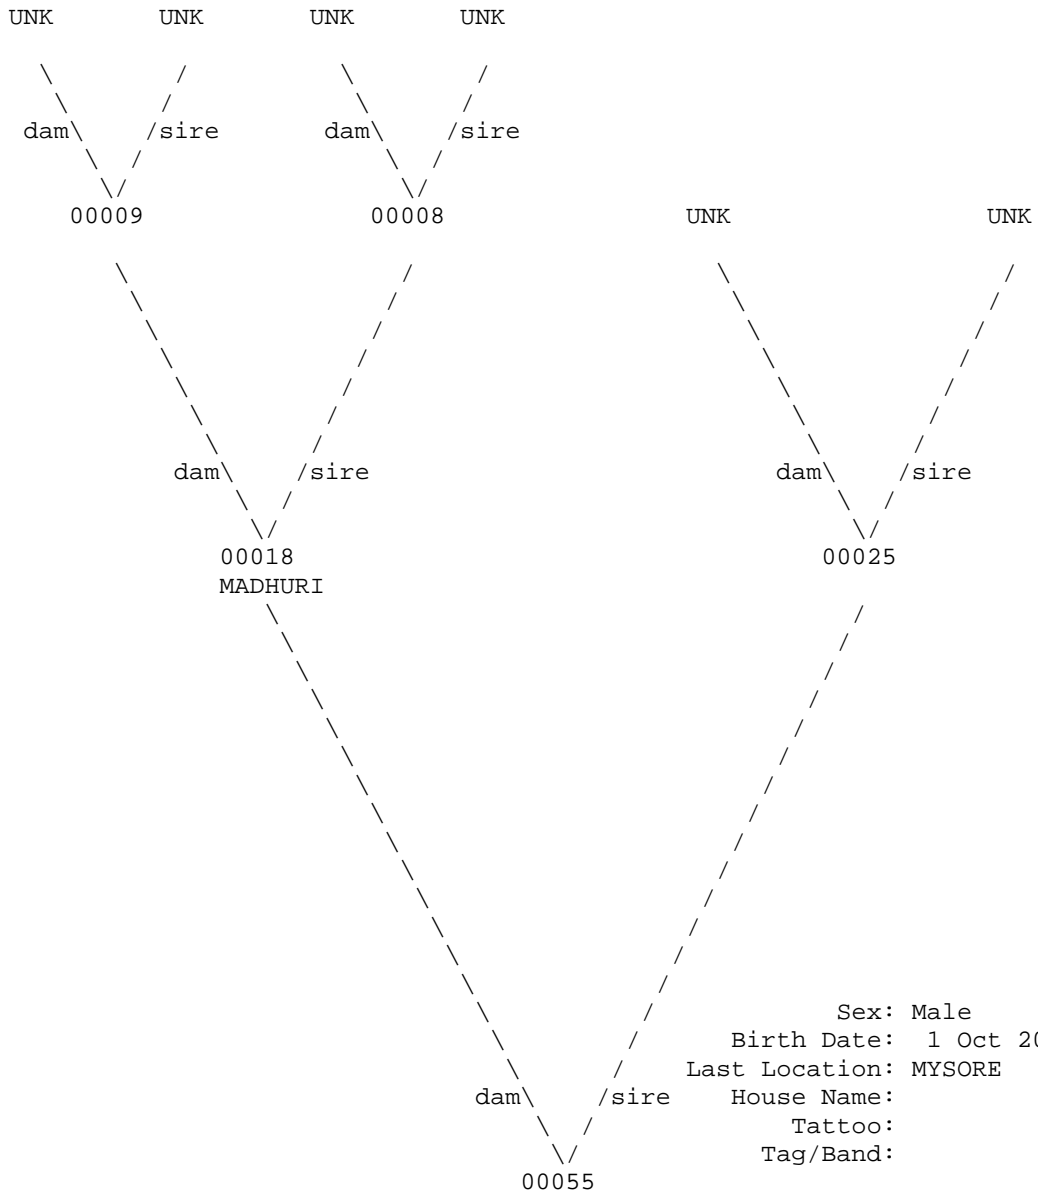 UNK UNK UNK UNK
dam sire dam sire
00009 00008 UNK UNK
dam sire dam sire
00018 00025
MADHURI
Sex: Male
Birth Date: 1 Oct 20
Last Location: MYSORE
dam sire House Name:
Tattoo:
Tag/Band:
00055